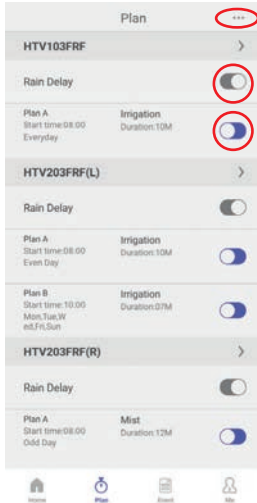 Plan
HTV103FRF
Rain Delay
Plan A
Start time:08:00
Everyday
Irrigation
Duration:10M
HTV203FRF(L)
Rain Delay
Plan A
Start time:08:00
Even Day
Irrigation
Duration:10M
Plan B
Start time:10:00
Mon,Tue,W
ed,Fri,Sun
Irrigation
Duration:07M
HTV203FRF(R)
Rain Delay
Plan A
Start time:08:00
Odd Day
Mist
Duration:12M
Home
Plan
Event
Me